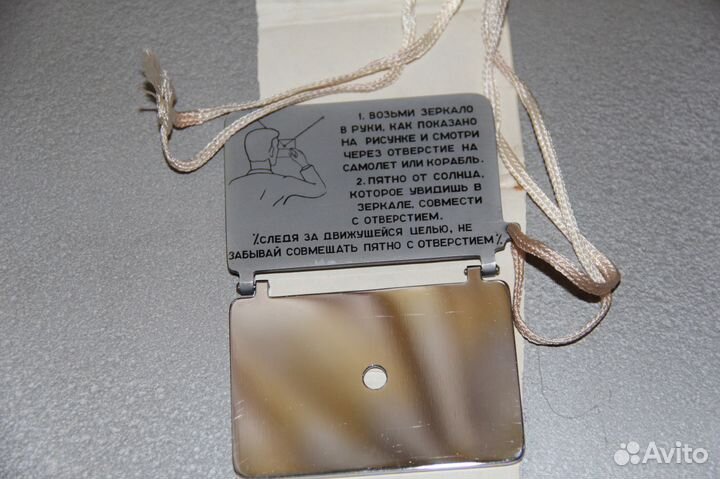 1. ВОЗЬМИ ЗЕРКАЛО
В РУКИ, КАК ПОКАЗАНО
НА РИСУНКЕ И СМОТРИ
ЧЕРЕЗ ОТВЕРСТИЕ НА
САМОЛЕТ ИЛИ КОРАБЛЬ.
2. ПЯТНО ОТ СОЛНЦА,
КОТОРОЕ УВИДИШЬ В
ЗЕРКАЛЕ, СОВМЕСТИ
С ОТВЕРСТИЕМ.
٪СЛЕДЯ ЗА ДВИЖУЩЕЙСЯ ЦЕЛЬЮ, НЕ
ЗАБЫВАЙ СОВМЕЩАТЬ ПЯТНО С ОТВЕРСТИЕМ٪
Avito